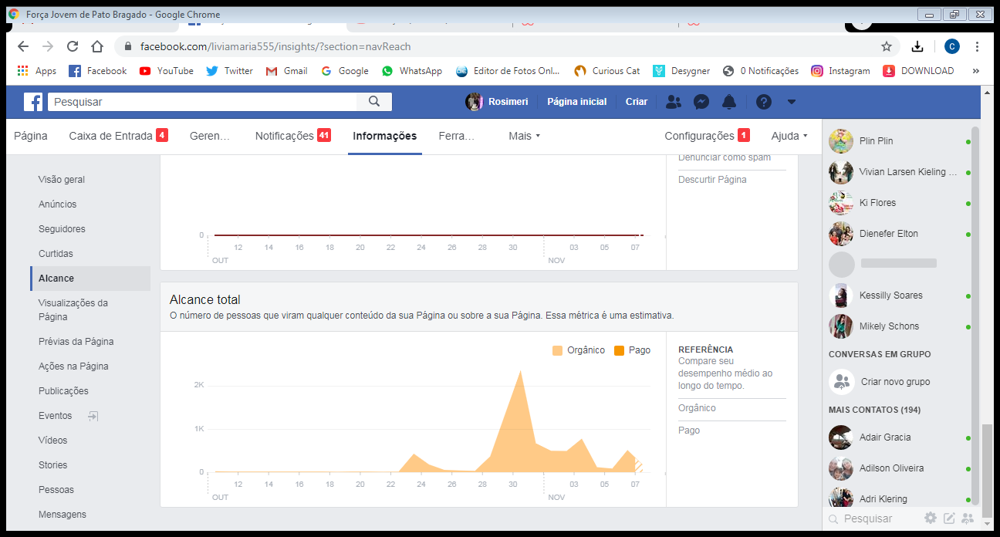 Força Jovem de Pato Bragado - Google Chrome
facebook.com/liviamaria555/insights/?section=navReach
C
Apps Facebook YouTube Twitter Gmail Google WhatsApp Editor de Fotos Onl... Curious Cat Desygner 0 Notificações Instagram DOWNLOAD »
Pesquisar
Rosimeri Página inicial Criar
Página Caixa de Entrada 4 Geren... Notificações 41 Informações Ferra... Mais Configurações 1 Ajuda
Visão geral
Anúncios
Seguidores
Curtidas
Alcance
Visualizações da
Página
Prévias da Página
Ações na Página
Publicações
Eventos
Vídeos
Stories
Pessoas
Mensagens
Denunciar como spam
Descurtir Página
0
12 14 16 18 20 22 24 26 28 30 03 05 07
OUT NOV
Alcance total
O número de pessoas que viram qualquer conteúdo da sua Página ou sobre a sua Página. Essa métrica é uma estimativa.
Orgânico Pago
2K
1K
0
12 14 16 18 20 22 24 26 28 30 03 05 07
OUT NOV
REFERÊNCIA
Compare seu
desempenho médio ao
longo do tempo.
Orgânico
Pago
Plin Plin
Vivian Larsen Kieling ...
Ki Flores
Dienefer Elton
Kessilly Soares
Mikely Schons
CONVERSAS EM GRUPO
Criar novo grupo
MAIS CONTATOS (194)
Adair Gracia
Adilson Oliveira
Adri Klering
Pesquisar